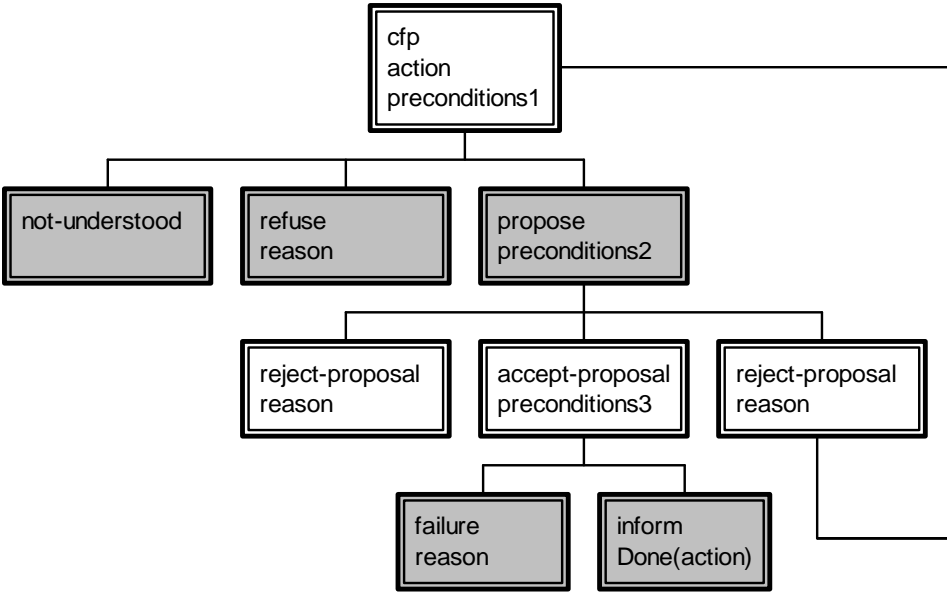 cfp
action
preconditions1
not-understood
refuse
reason
propose
preconditions2
reject-proposal
reason
accept-proposal
preconditions3
reject-proposal
reason
failure
reason
inform
Done(action)